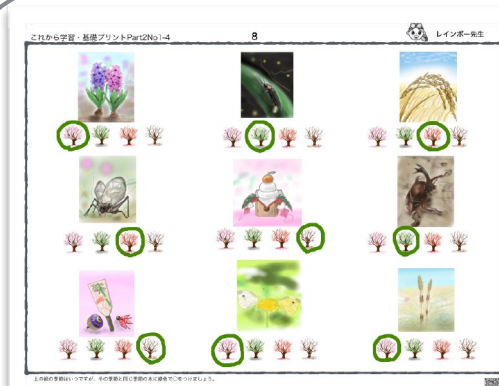 これから学習・基礎プリントPart2No1-4
8
レインボー先生
上の絵の季節はいつですか。その季節と同じ季節の木に緑色で○をつけましょう。